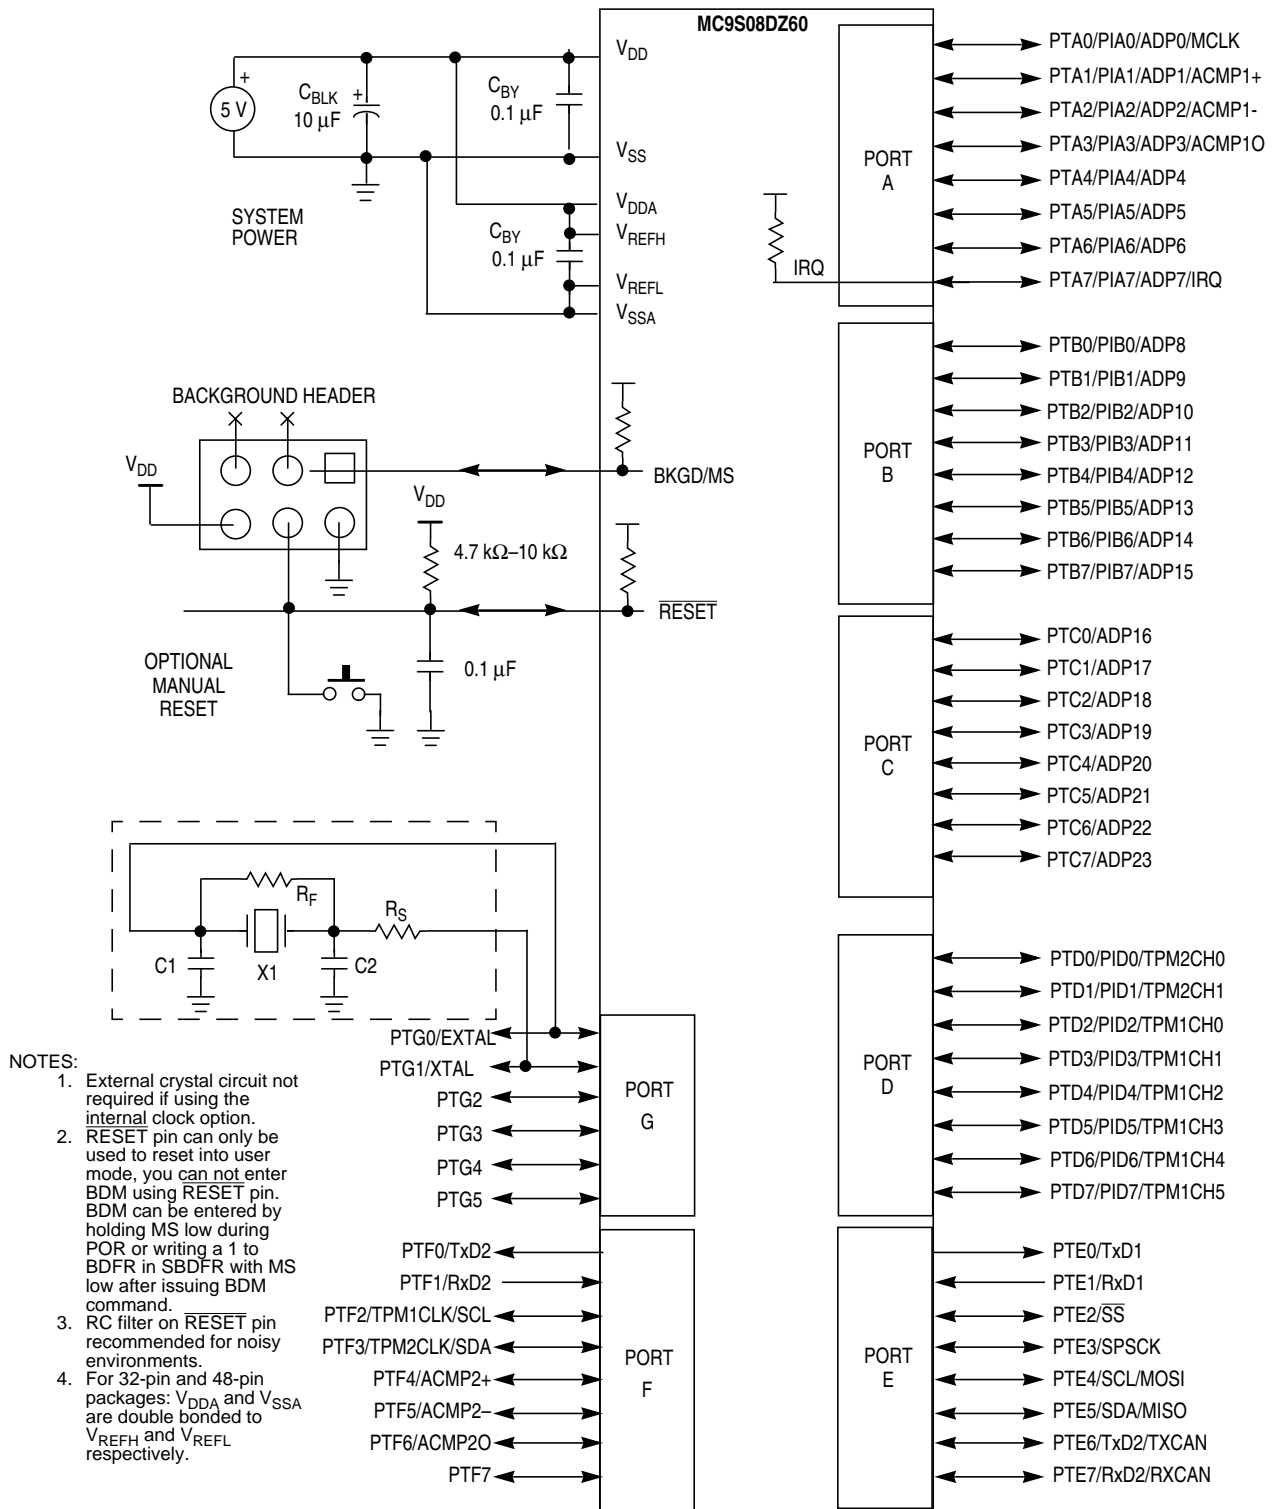 MC9S08DZ60
V_DD
5 V
+
C_BLK
+
10 µF
C_BY
0.1 µF
V_SS
SYSTEM
POWER
V_DDA
V_REFH
C_BY
0.1 µF
V_REFL
V_SSA
BACKGROUND HEADER
V_DD
BKGD/MS
V_DD
4.7 kΩ–10 kΩ
RESET
OPTIONAL
MANUAL
RESET
0.1 µF
R_F
R_S
C1
X1
C2
IRQ
PORT
A
PTA0/PIA0/ADP0/MCLK
PTA1/PIA1/ADP1/ACMP1+
PTA2/PIA2/ADP2/ACMP1-
PTA3/PIA3/ADP3/ACMP1O
PTA4/PIA4/ADP4
PTA5/PIA5/ADP5
PTA6/PIA6/ADP6
PTA7/PIA7/ADP7/IRQ
PORT
B
PTB0/PIB0/ADP8
PTB1/PIB1/ADP9
PTB2/PIB2/ADP10
PTB3/PIB3/ADP11
PTB4/PIB4/ADP12
PTB5/PIB5/ADP13
PTB6/PIB6/ADP14
PTB7/PIB7/ADP15
PORT
C
PTC0/ADP16
PTC1/ADP17
PTC2/ADP18
PTC3/ADP19
PTC4/ADP20
PTC5/ADP21
PTC6/ADP22
PTC7/ADP23
PORT
D
PTD0/PID0/TPM2CH0
PTD1/PID1/TPM2CH1
PTD2/PID2/TPM1CH0
PTD3/PID3/TPM1CH1
PTD4/PID4/TPM1CH2
PTD5/PID5/TPM1CH3
PTD6/PID6/TPM1CH4
PTD7/PID7/TPM1CH5
PORT
E
PTE0/TxD1
PTE1/RxD1
PTE2/SS
PTE3/SPSCK
PTE4/SCL/MOSI
PTE5/SDA/MISO
PTE6/TxD2/TXCAN
PTE7/RxD2/RXCAN
PORT
G
PTG0/EXTAL
PTG1/XTAL
PTG2
PTG3
PTG4
PTG5
PORT
F
PTF0/TxD2
PTF1/RxD2
PTF2/TPM1CLK/SCL
PTF3/TPM2CLK/SDA
PTF4/ACMP2+
PTF5/ACMP2–
PTF6/ACMP2O
PTF7
NOTES:
1. External crystal circuit not
required if using the
internal clock option.
2. RESET pin can only be
used to reset into user
mode, you can not enter
BDM using RESET pin.
BDM can be entered by
holding MS low during
POR or writing a 1 to
BDFR in SBDFR with MS
low after issuing BDM
command.
3. RC filter on RESET pin
recommended for noisy
environments.
4. For 32-pin and 48-pin
packages: V_DDA and V_SSA
are double bonded to
V_REFH and V_REFL
respectively.